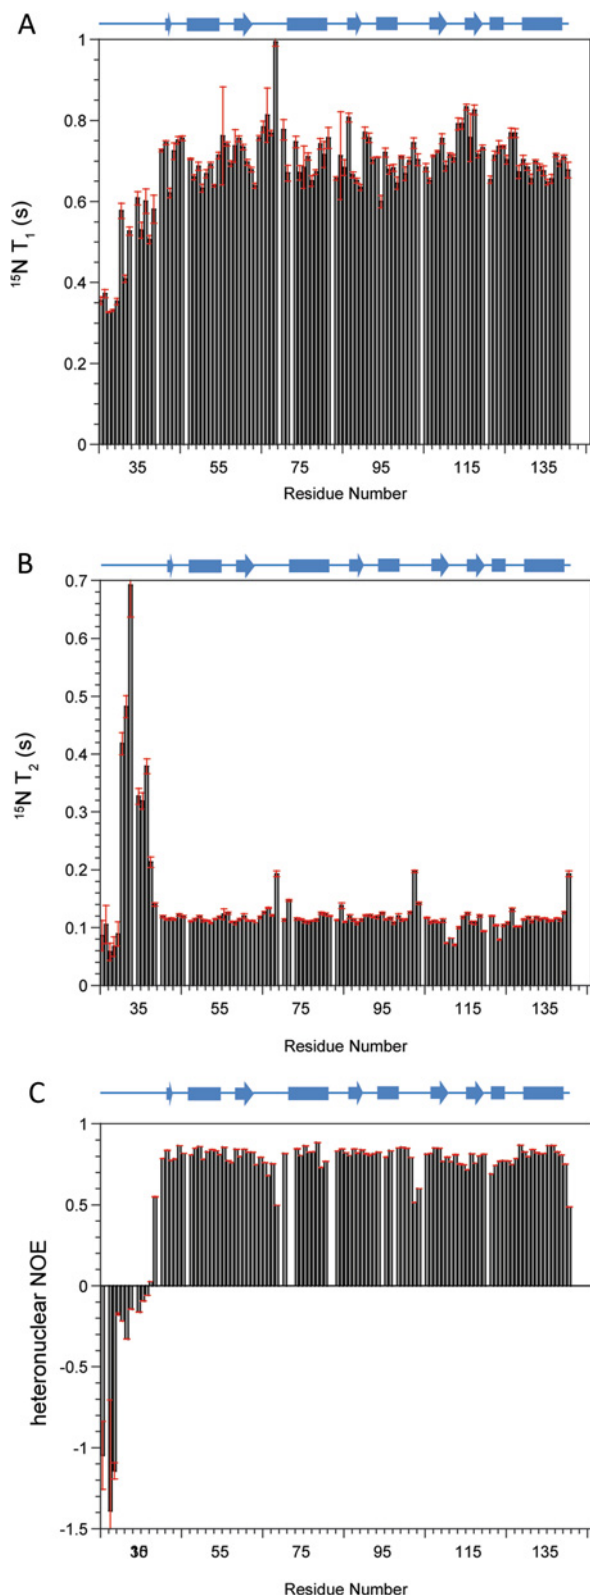 A
1
0.8
0.6
0.4
0.2
0
¹⁵N T₁ (s)
35 55 75 95 115 135
Residue Number
B
0.7
0.6
0.5
0.4
0.3
0.2
0.1
0
¹⁵N T₂ (s)
35 55 75 95 115 135
Residue Number
C
1
0.5
0
-0.5
-1
-1.5
heteronuclear NOE
55 75 95 115 135
Residue Number